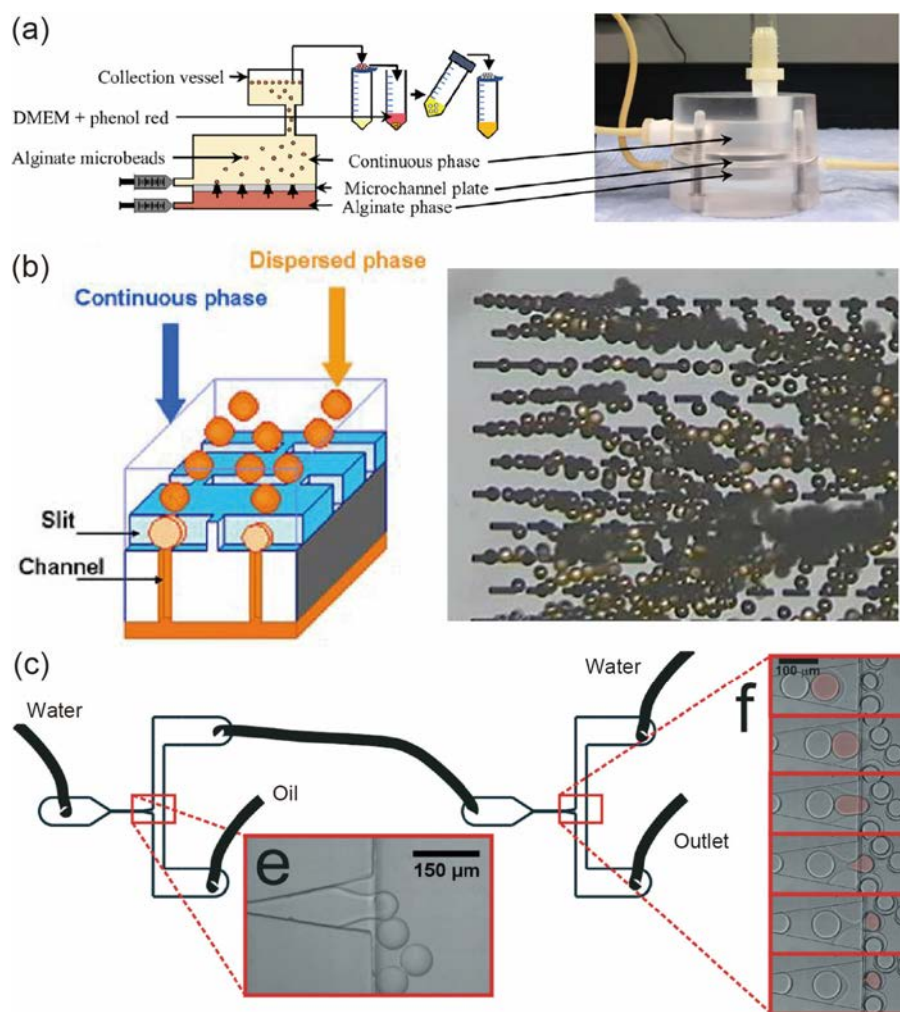 (a)
Collection vessel
DMEM + phenol red
Alginate microbeads
Continuous phase
Microchannel plate
Alginate phase
(b)
Dispersed phase
Continuous phase
Slit
Channel
(c)
Water
Oil
e
150 µm
Water
Outlet
f
100 µm